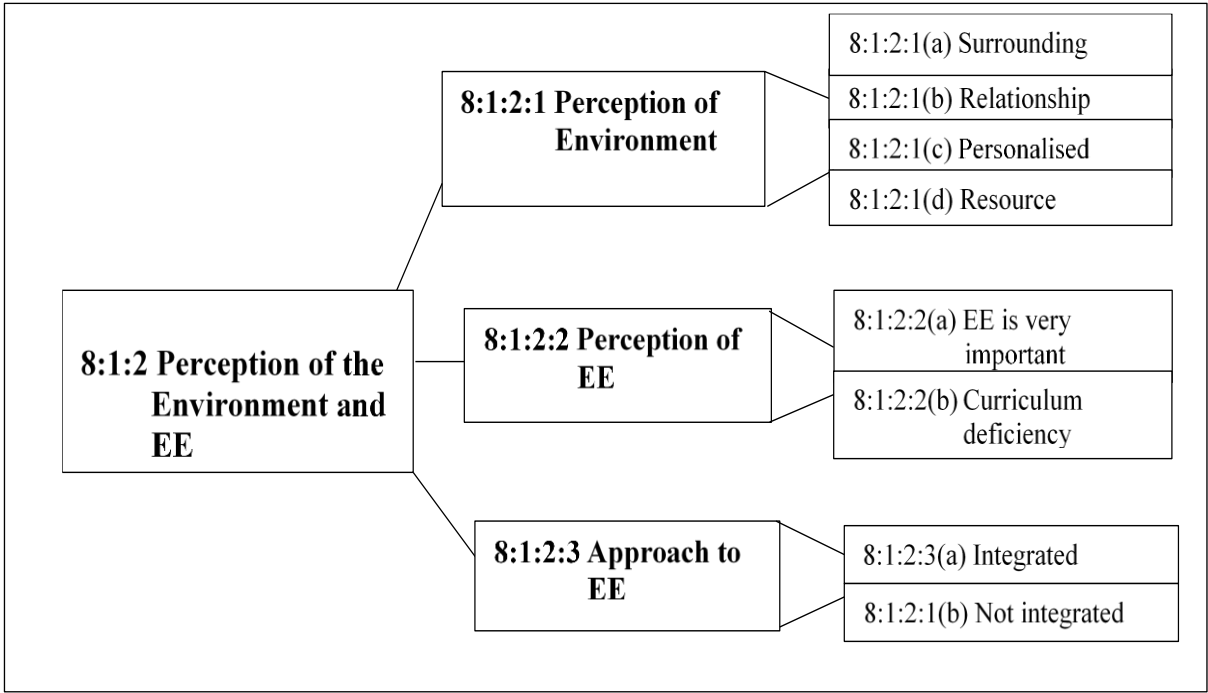 8:1:2 Perception of the
Environment and
EE
8:1:2:1 Perception of
Environment
8:1:2:1(a) Surrounding
8:1:2:1(b) Relationship
8:1:2:1(c) Personalised
8:1:2:1(d) Resource
8:1:2:2 Perception of
EE
8:1:2:2(a) EE is very
important
8:1:2:2(b) Curriculum
deficiency
8:1:2:3 Approach to
EE
8:1:2:3(a) Integrated
8:1:2:1(b) Not integrated